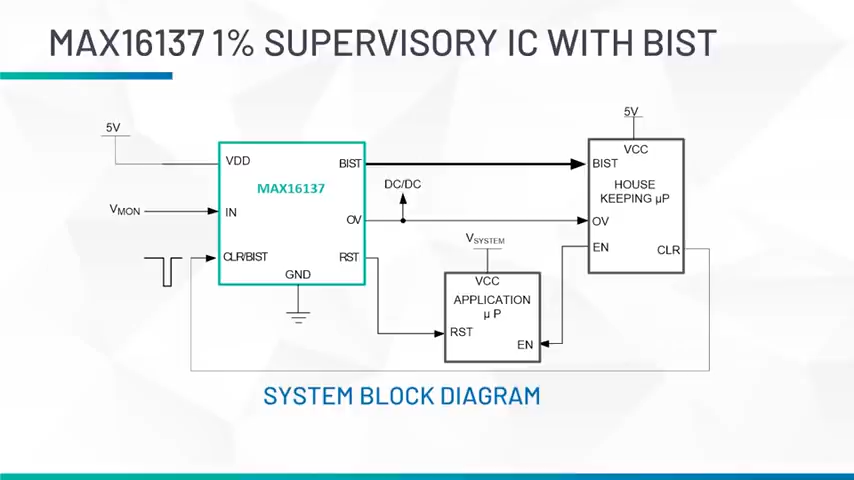 MAX16137 1% SUPERVISORY IC WITH BIST
5V
VDD
BIST
MAX16137
VMON
IN
OV
CLR/BIST
RST
GND
DC/DC
5V
VCC
BIST
HOUSE
KEEPING µP
OV
EN
CLR
VSYSTEM
VCC
APPLICATION
µ P
RST
EN
SYSTEM BLOCK DIAGRAM